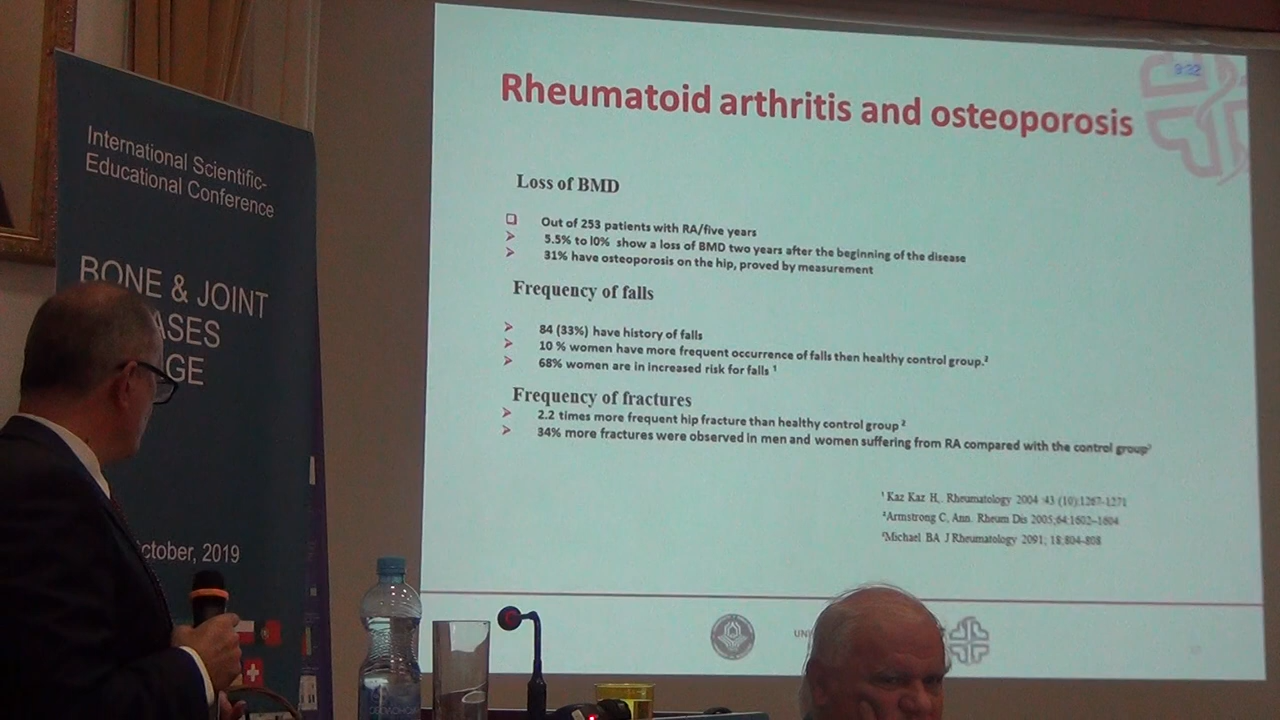 International Scientific-
Educational Conference
BONE & JOINT
ASES
GE
ctober, 2019
9:22
Rheumatoid arthritis and osteoporosis
Loss of BMD
Out of 253 patients with RA/five years
5.5% to l0% show a loss of BMD two years after the beginning of the disease
31% have osteoporosis on the hip, proved by measurement
Frequency of falls
84 (33%) have history of falls
10 % women have more frequent occurrence of falls then healthy control group.²
68% women are in increased risk for falls ¹
Frequency of fractures
2.2 times more frequent hip fracture than healthy control group ²
34% more fractures were observed in men and women suffering from RA compared with the control group
¹ Kaz Kaz H,. Rheumatology 2004 :43 (10):1267-1271
²Armstrong C, Ann. Rheum Dis 2005;64:1602–1604
Michael BA J Rheumatology 2091; 18:804-808
UNI